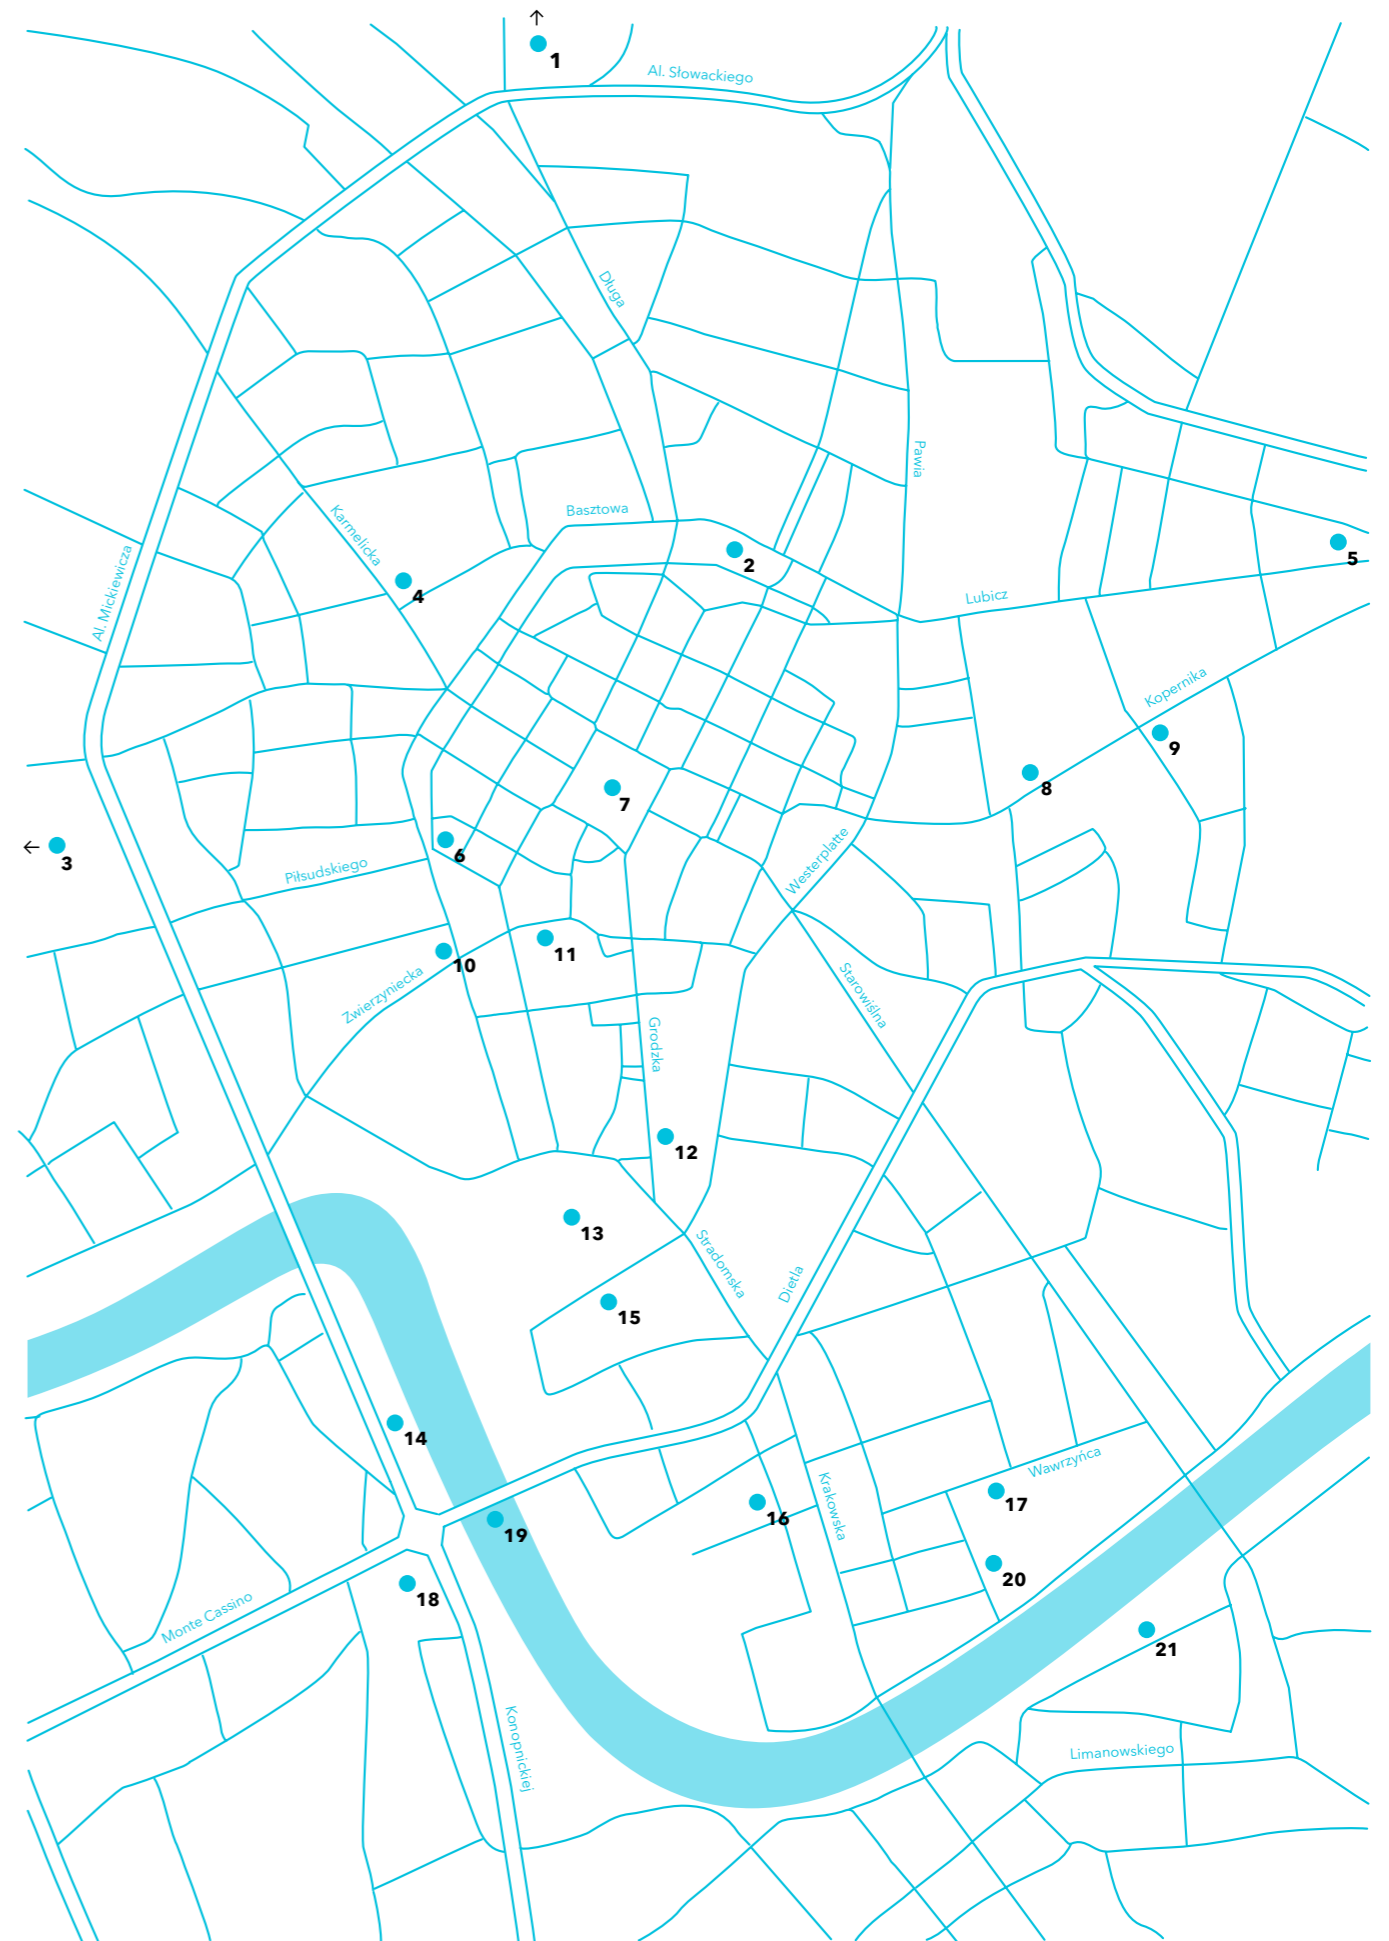 ↑
1
Al. Słowackiego
Długa
Pawia
Basztowa
Karmelicka
2
5
Al. Mickiewicza
4
Lubicz
Kopernika
9
7
8
6
3
Piłsudskiego
Westerplatte
←
11
10
Zwierzyniecka
Starowiślna
Grodzka
12
13
Stradomska
Dietla
15
14
Wawrzyńca
17
Krakowska
16
19
20
18
Monte Cassino
21
Konopnickiej
Limanowskiego